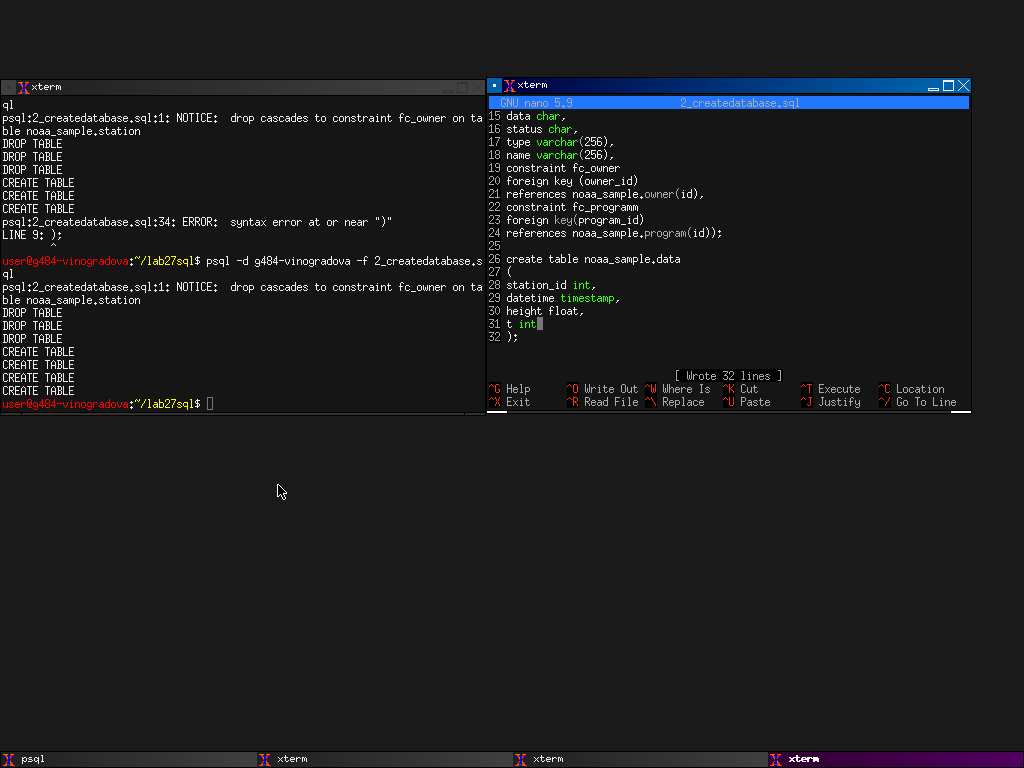 xterm
ql
psql:2_createdatabase.sql:1: NOTICE:  drop cascades to constraint fc_owner on ta
ble noaa_sample.station
DROP TABLE
DROP TABLE
DROP TABLE
CREATE TABLE
CREATE TABLE
CREATE TABLE
psql:2_createdatabase.sql:34: ERROR:  syntax error at or near ")"
LINE 9: );
^
user@g484-vinogradova:~/lab27sql$ psql -d g484-vinogradova -f 2_createdatabase.s
ql
psql:2_createdatabase.sql:1: NOTICE:  drop cascades to constraint fc_owner on ta
ble noaa_sample.station
DROP TABLE
DROP TABLE
DROP TABLE
CREATE TABLE
CREATE TABLE
CREATE TABLE
CREATE TABLE
user@g484-vinogradova:~/lab27sql$
xterm
GNU nano 5.9 2_createdatabase.sql
15 data char,
16 status char,
17 type varchar(256),
18 name varchar(256),
19 constraint fc_owner
20 foreign key (owner_id)
21 references noaa_sample.owner(id),
22 constraint fc_programm
23 foreign key(program_id)
24 references noaa_sample.program(id));
25
26 create table noaa_sample.data
27 (
28 station_id int,
29 datetime timestamp,
30 height float,
31 t int
32 );
[ Wrote 32 lines ]
^G Help ^O Write Out ^W Where Is ^K Cut ^T Execute ^C Location
^X Exit ^R Read File ^\ Replace ^U Paste ^J Justify ^/ Go To Line
psql xterm xterm xterm